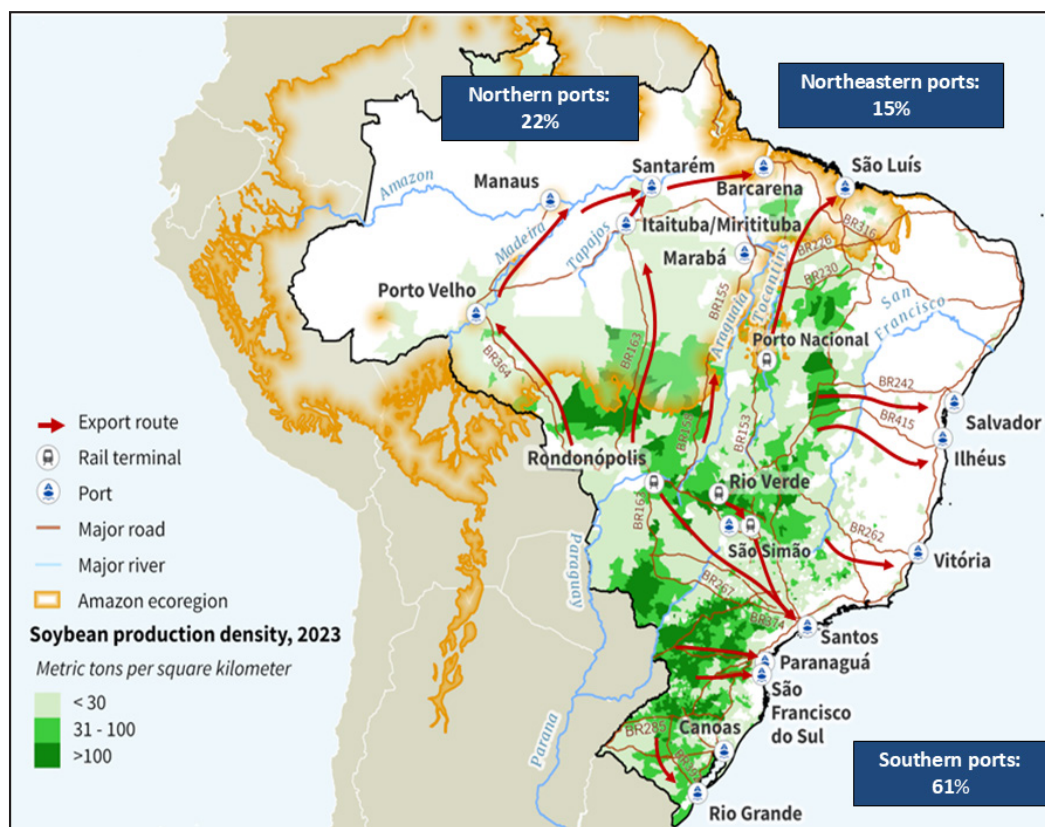 Northern ports:
22%
Northeastern ports:
15%
Southern ports:
61%
Amazon
Manaus
Santarém
Barcarena
São Luís
Madeira
Tapajos
Itaituba/Miritituba
Marabá
BR316
BR226
BR230
BR155
Araguaia
Tocantins
San
Francisco
Porto Velho
BR364
BR163
Porto Nacional
BR242
Salvador
BR415
Ilhéus
BR158
BR153
Rondonópolis
Rio Verde
BR163
São Simão
BR262
Vitória
Paraguay
BR267
BR374
Santos
Paranaguá
São
Francisco
do Sul
Parana
BR285
Canoas
Rio Grande
Export route
Rail terminal
Port
Major road
Major river
Amazon ecoregion
Soybean production density, 2023
Metric tons per square kilometer
< 30
31 - 100
>100